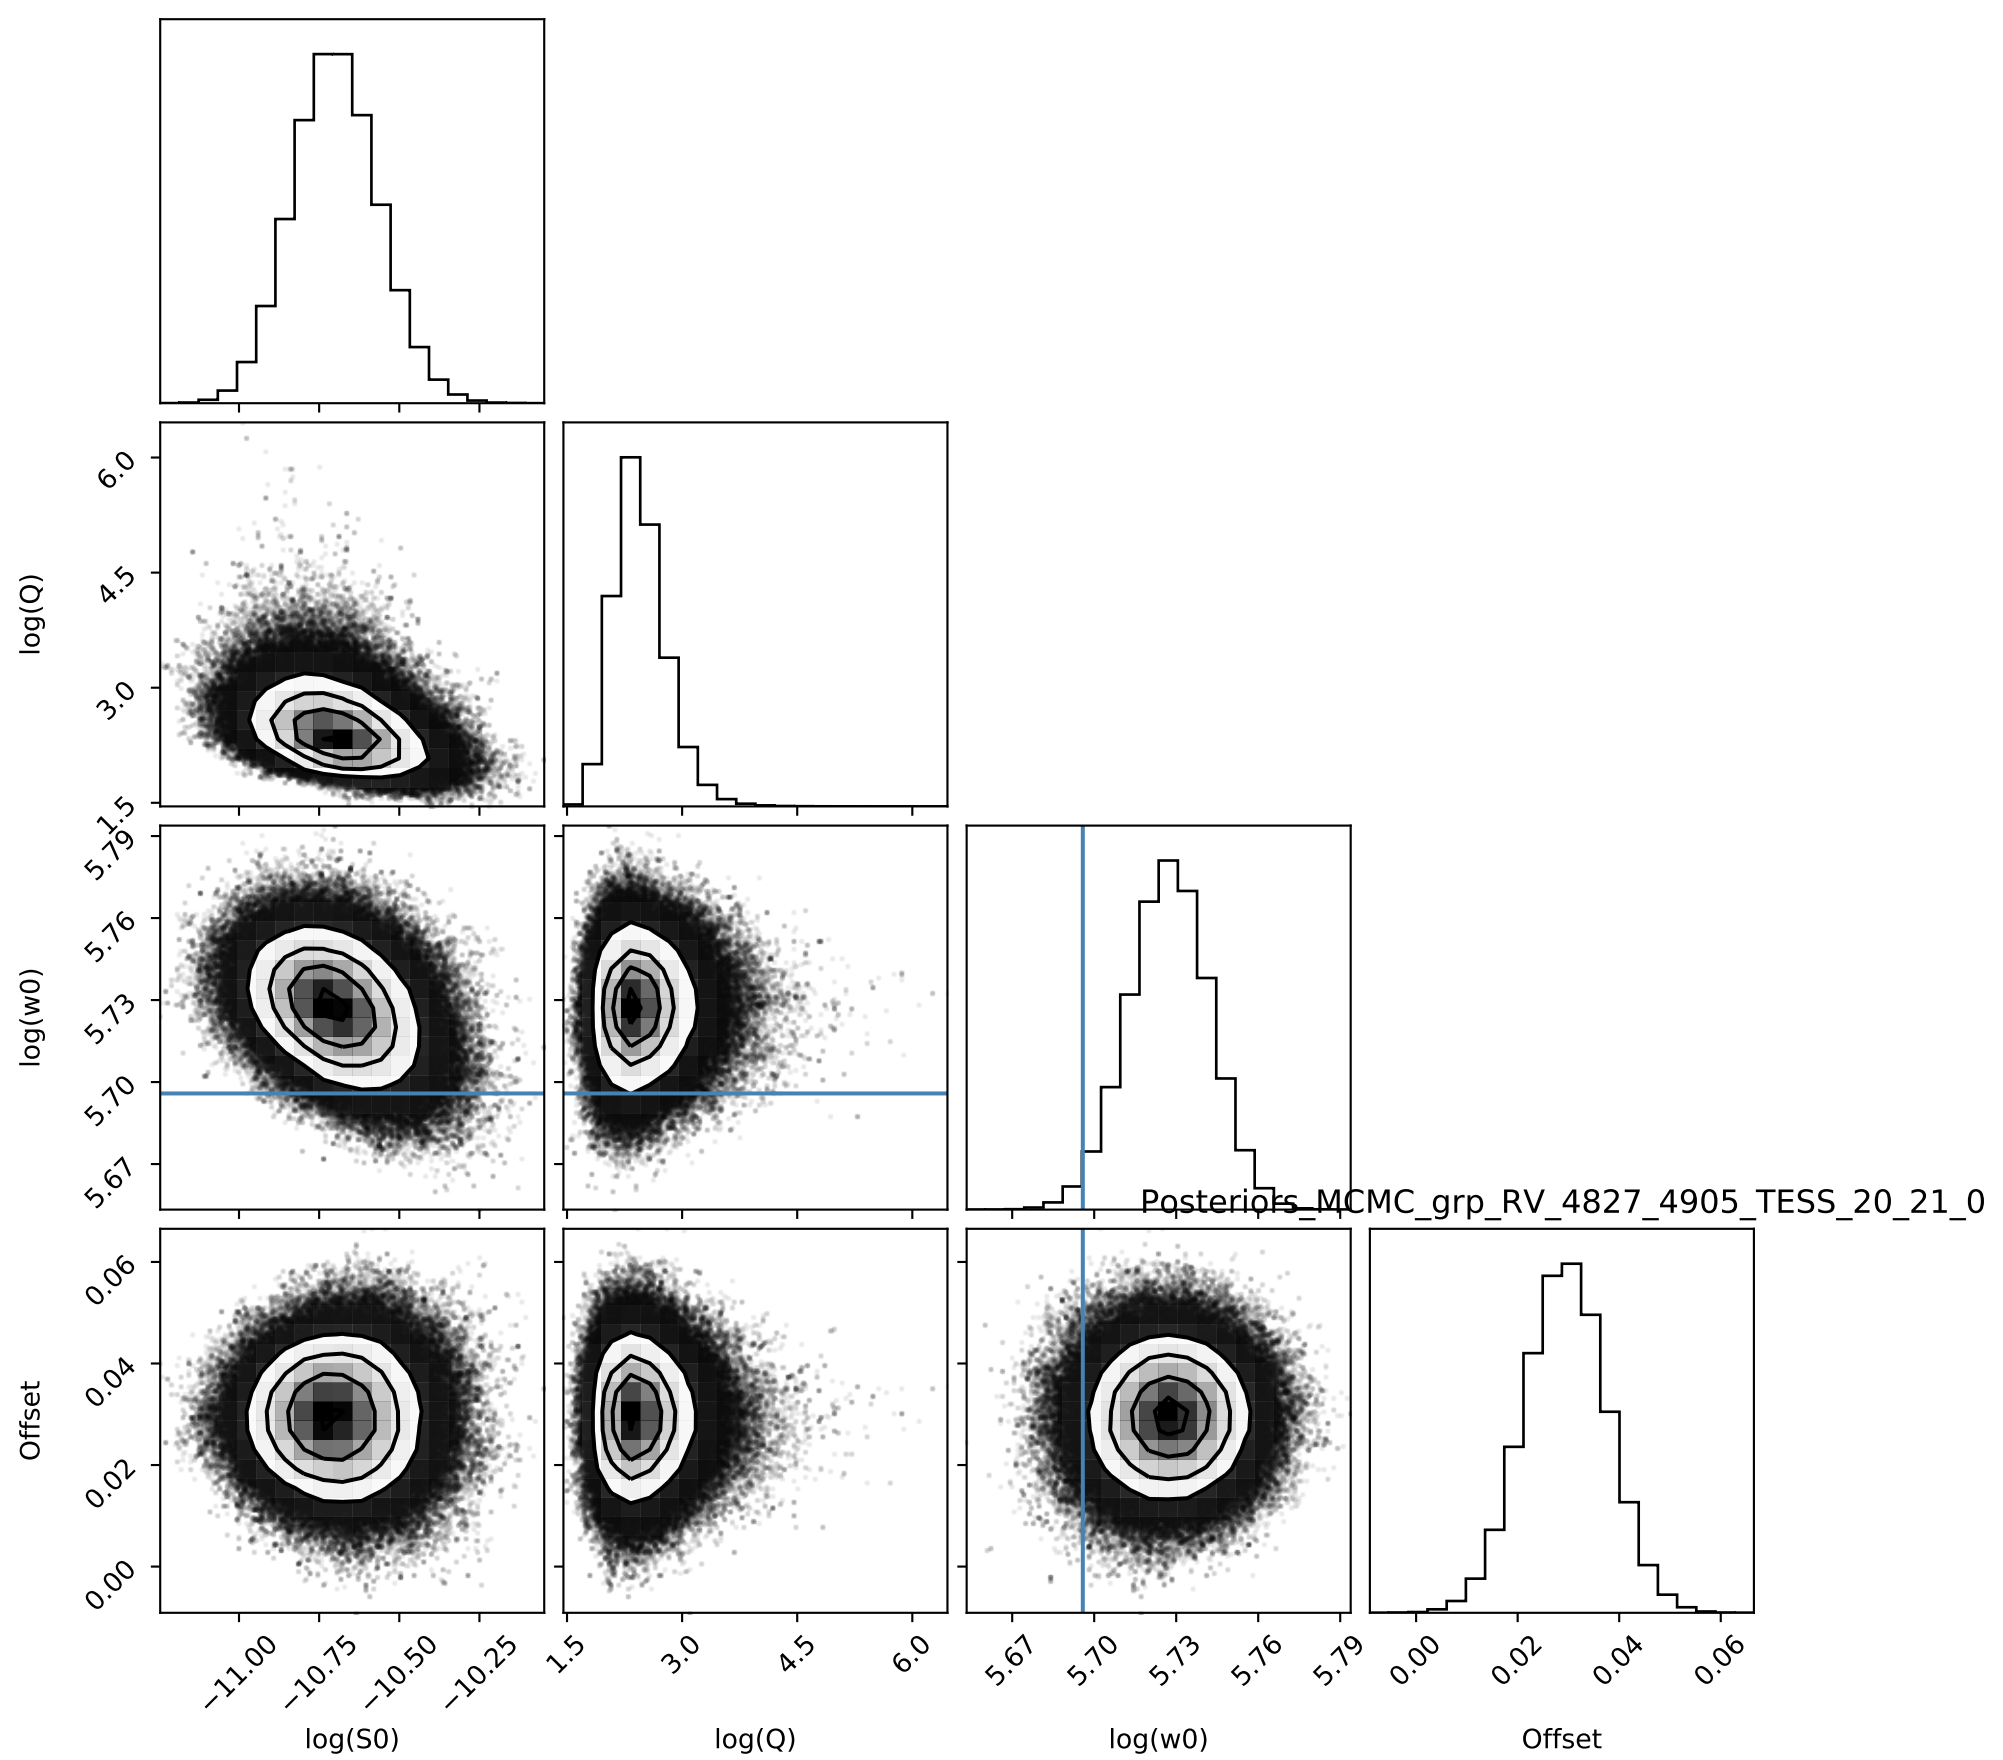 6.0
4.5
log(Q)
3.0
1.5
5.79
5.76
log(w0)
5.73
5.70
5.67
Posteriors_MCMC_grp_RV_4827_4905_TESS_20_21_0
0.06
0.04
Offset
0.02
0.00
−11.00 −10.75 −10.50 −10.25 1.5 3.0 4.5 6.0 5.67 5.70 5.73 5.76 5.79 0.00 0.02 0.04 0.06
log(S0) log(Q) log(w0) Offset